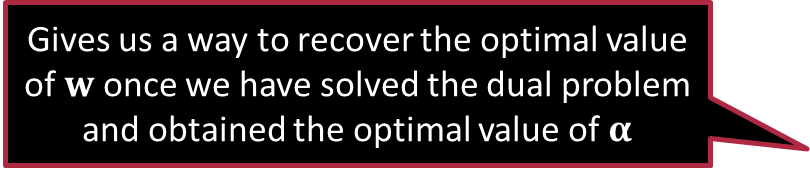 Gives us a way to recover the optimal value
of w once we have solved the dual problem
and obtained the optimal value of α